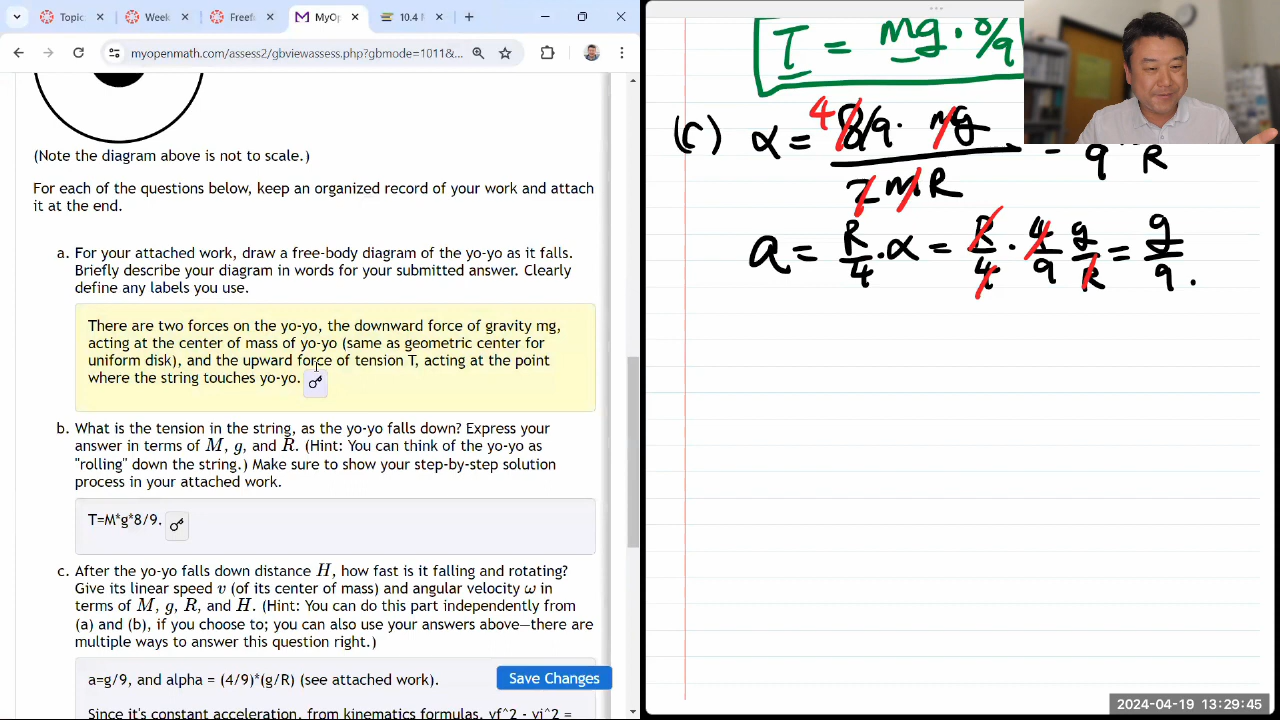 Topic
Week
Freefr
MyOp
10.4 F
myopenmath.com/assess2/gbviewassess.php?gbmode=1011&...
(Note the diagram above is not to scale.)
For each of the questions below, keep an organized record of your work and attach
it at the end.
a. For your attached work, draw a free-body diagram of the yo-yo as it falls.
Briefly describe your diagram in words for your submitted answer. Clearly
define any labels you use.
There are two forces on the yo-yo, the downward force of gravity mg,
acting at the center of mass of yo-yo (same as geometric center for
uniform disk), and the upward force of tension T, acting at the point
where the string touches yo-yo.
b. What is the tension in the string, as the yo-yo falls down? Express your
answer in terms of M, g, and R. (Hint: You can think of the yo-yo as
"rolling" down the string.) Make sure to show your step-by-step solution
process in your attached work.
T=M*g*8/9.
c. After the yo-yo falls down distance H, how fast is it falling and rotating?
Give its linear speed v (of its center of mass) and angular velocity ω in
terms of M, g, R, and H. (Hint: You can do this part independently from
(a) and (b), if you choose to; you can also use your answers above—there are
multiple ways to answer this question right.)
a=g/9, and alpha = (4/9)*(g/R) (see attached work).
Save Changes
Since it's constant acceleration, from kinematics formulas, vf^2 - vi^2 =
T = mg · 8/9
(c) α = 4 8/9 · mg / 2 m R = 9 R
a = R/4 · α = R/4 · 4/9 g/R = g/9 .
2024-04-19 13:29:45